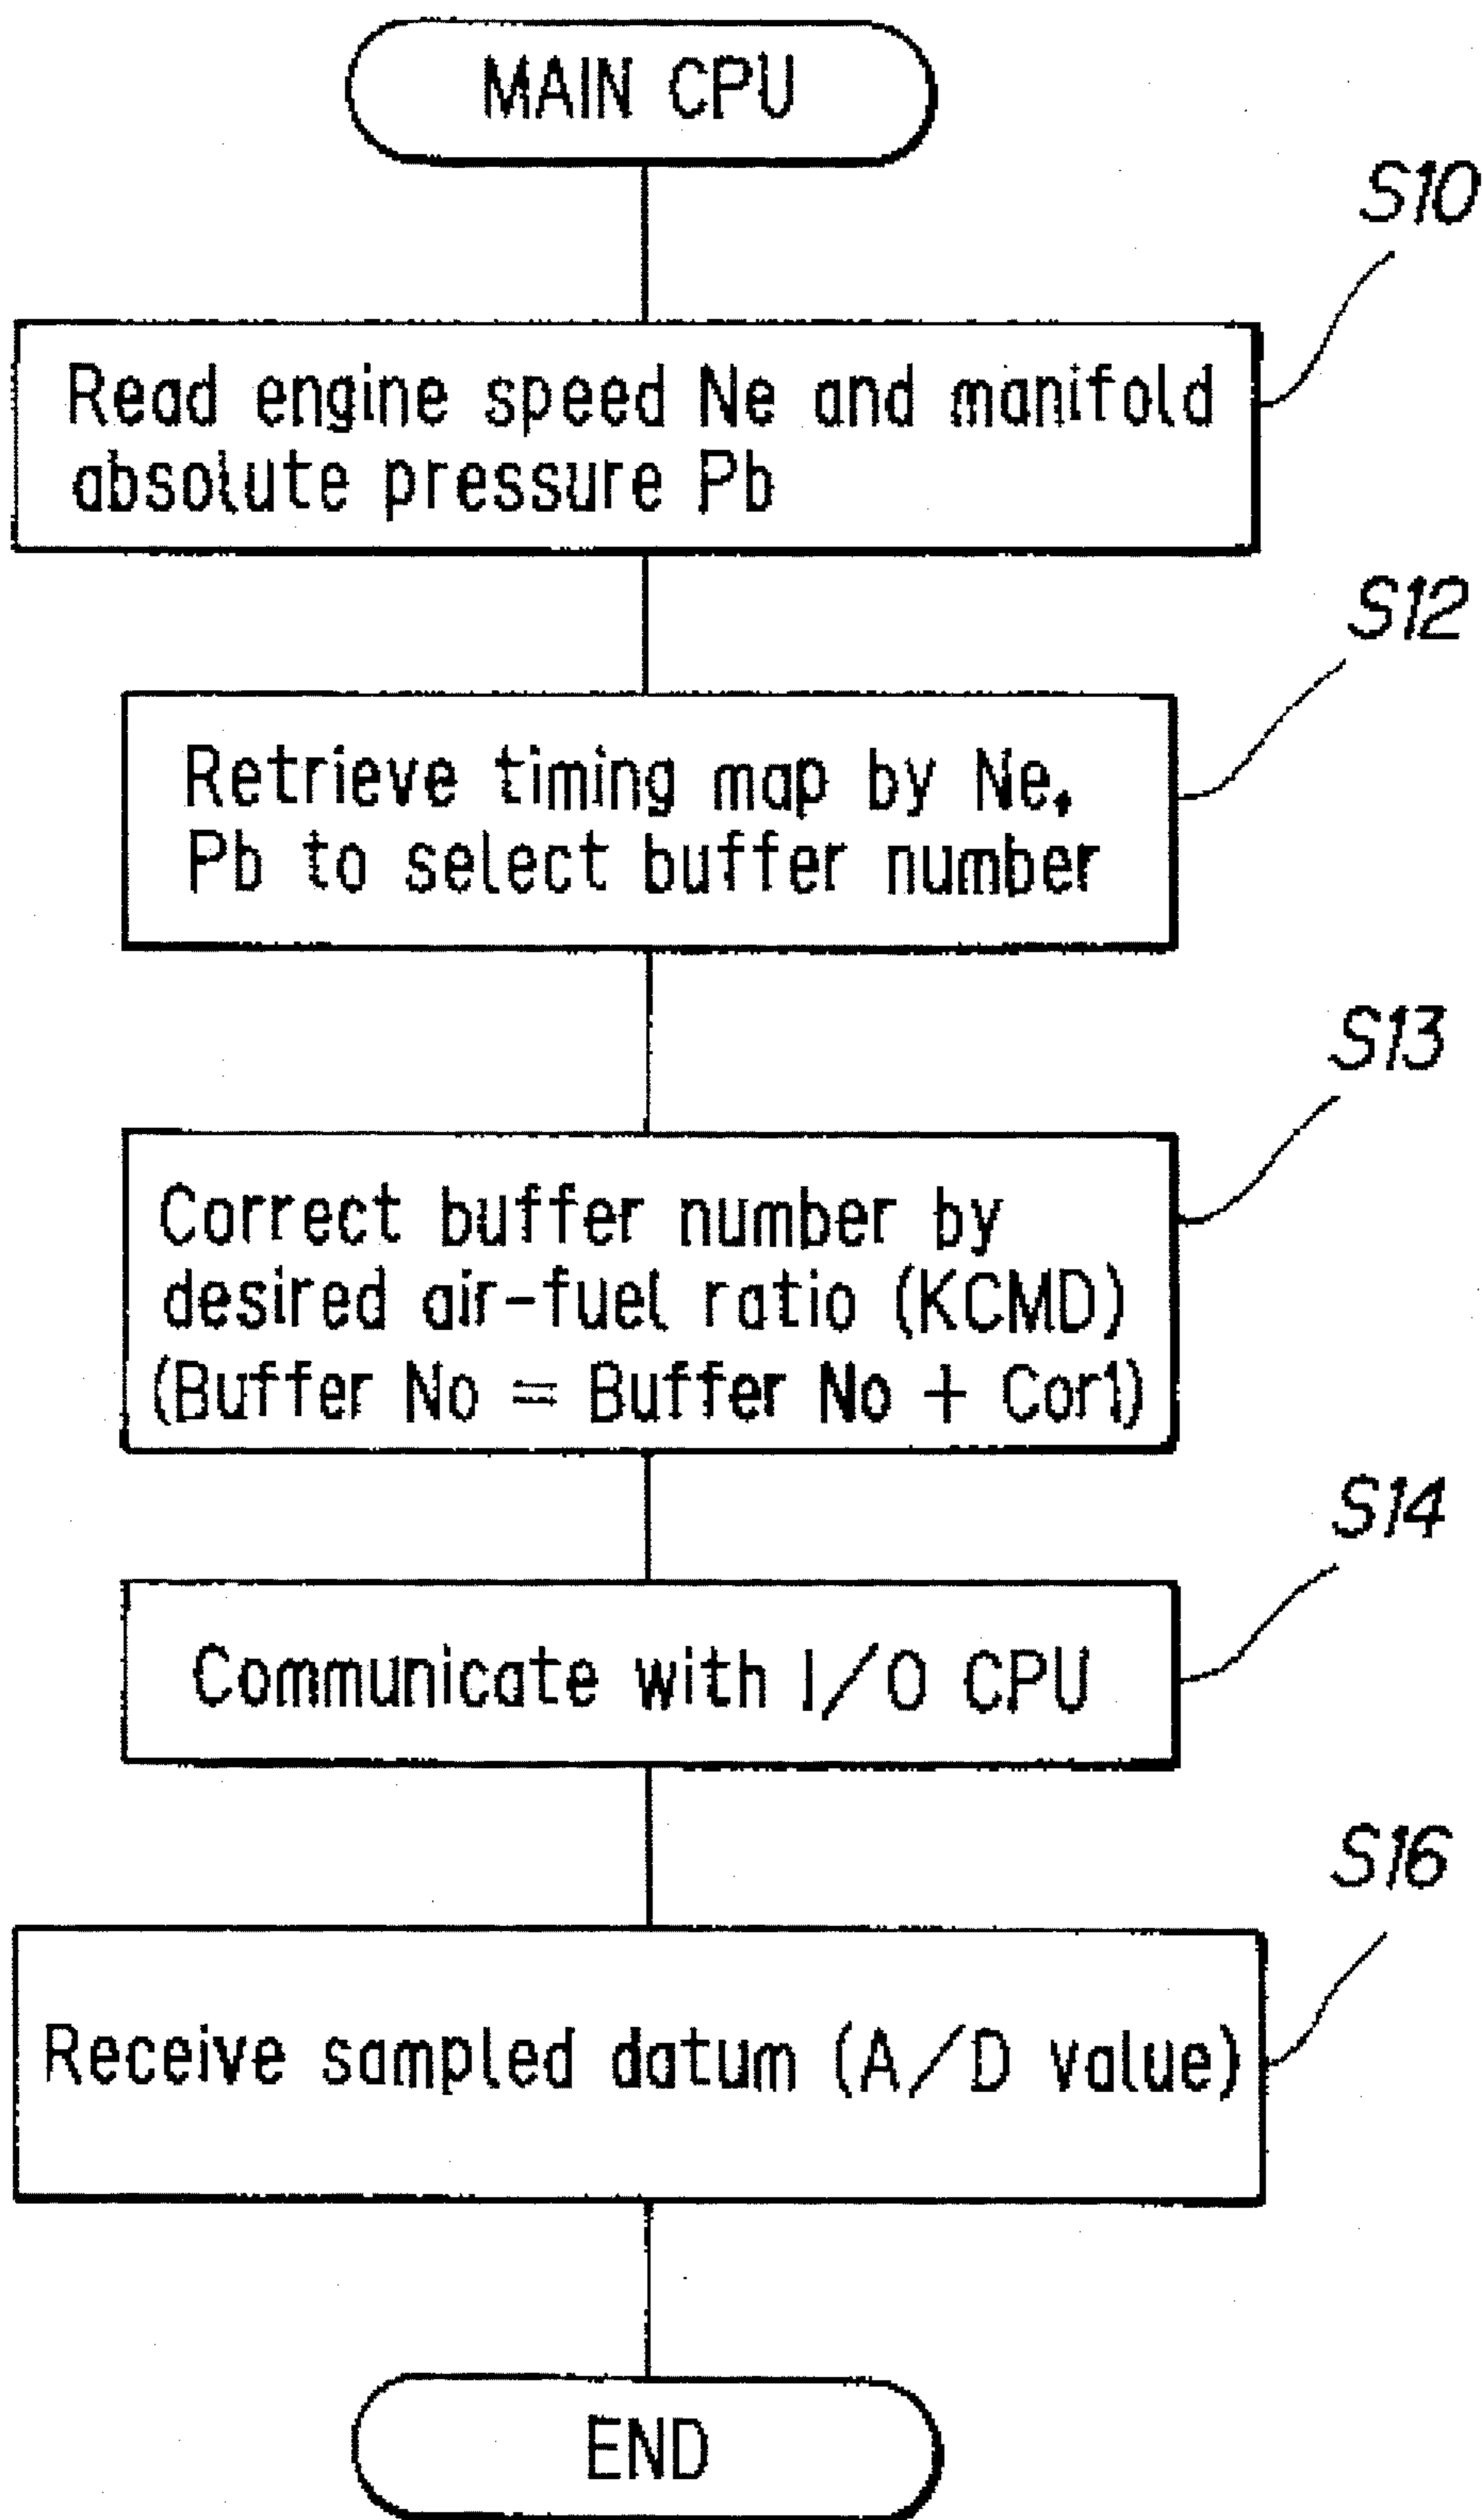 MAIN CPU
S10
Read engine speed Ne and manifold
absolute pressure Pb
S12
Retrieve timing map by Ne,
Pb to select buffer number
S13
Correct buffer number by
desired air-fuel ratio (KCMD)
(Buffer No = Buffer No + Cor1)
S14
Communicate with I/O CPU
S16
Receive sampled datum (A/D value)
END